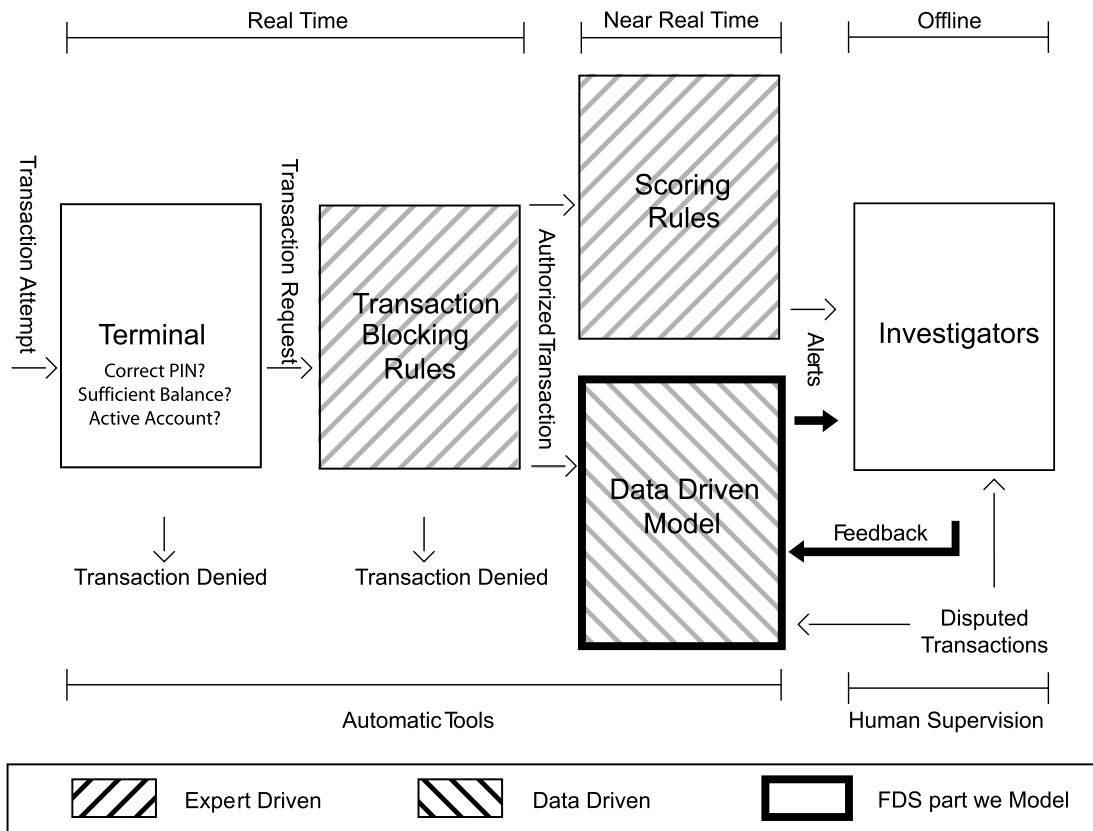 Real Time
Near Real Time
Offline
Transaction Attempt
Terminal
Correct PIN?
Sufficient Balance?
Active Account?
Transaction Request
Transaction
Blocking
Rules
Authorized Transaction
Scoring
Rules
Data Driven
Model
Alerts
Investigators
Feedback
Transaction Denied
Transaction Denied
Disputed
Transactions
Automatic Tools
Human Supervision
Expert Driven
Data Driven
FDS part we Model